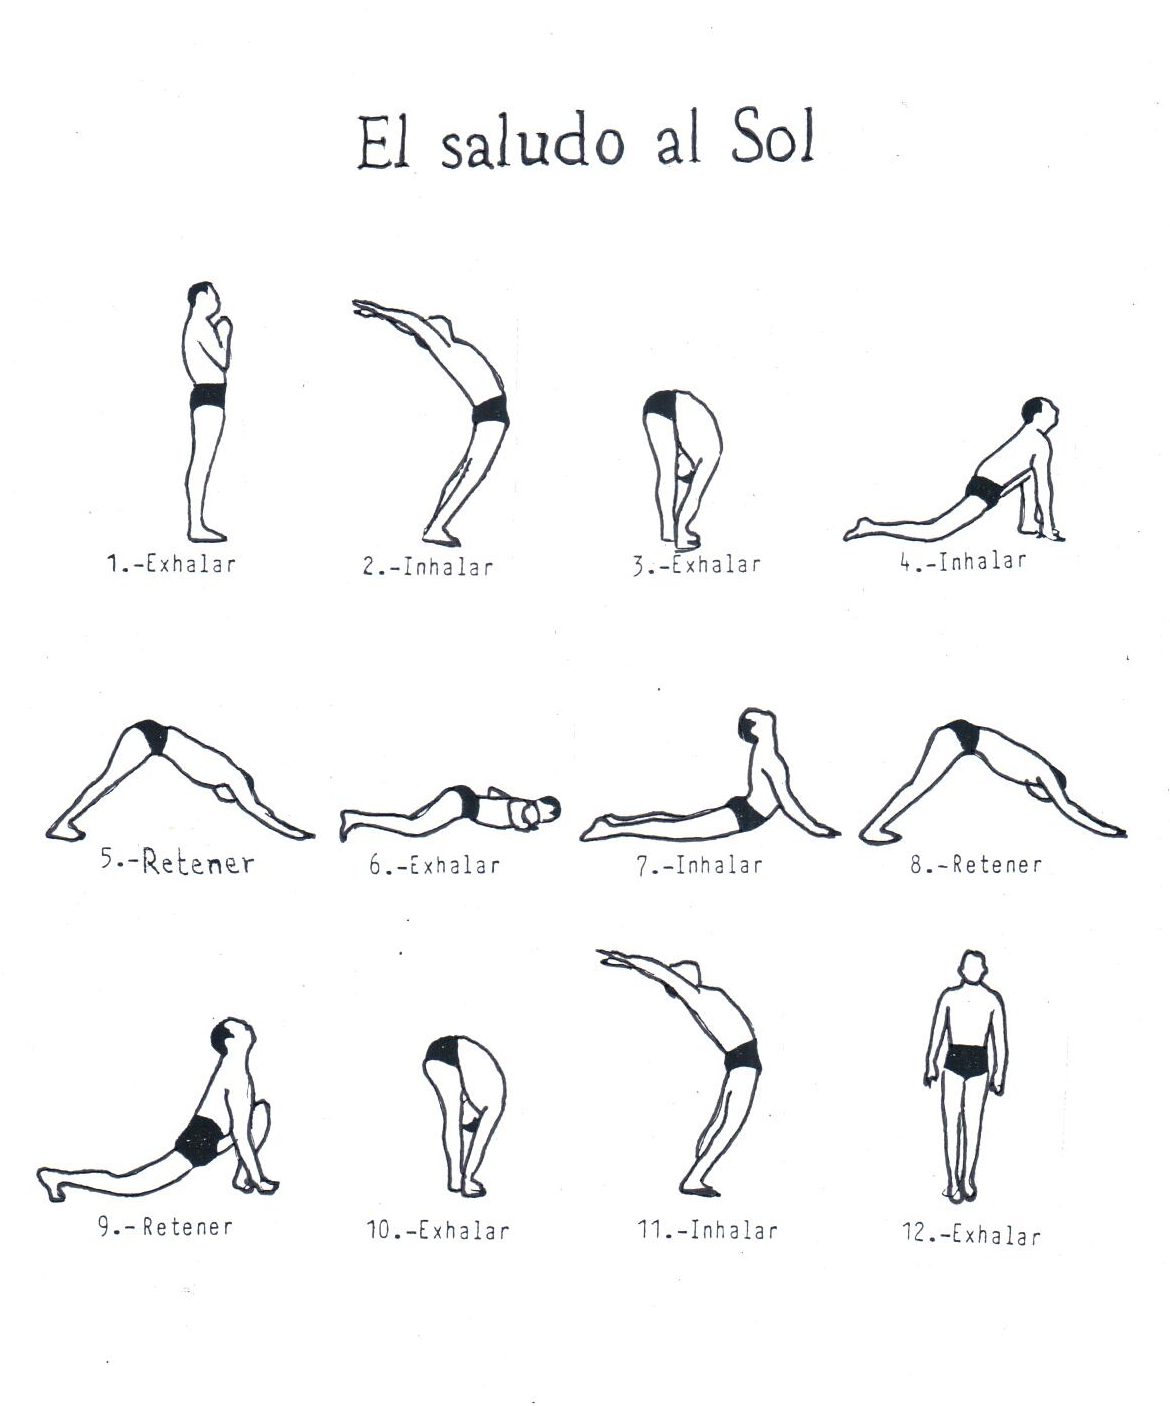 El saludo al Sol
1.-Exhalar
2.-Inhalar
3.-Exhalar
4.-Inhalar
5.-Retener
6.-Exhalar
7.-Inhalar
8.-Retener
9.-Retener
10.-Exhalar
11.-Inhalar
12.-Exhalar